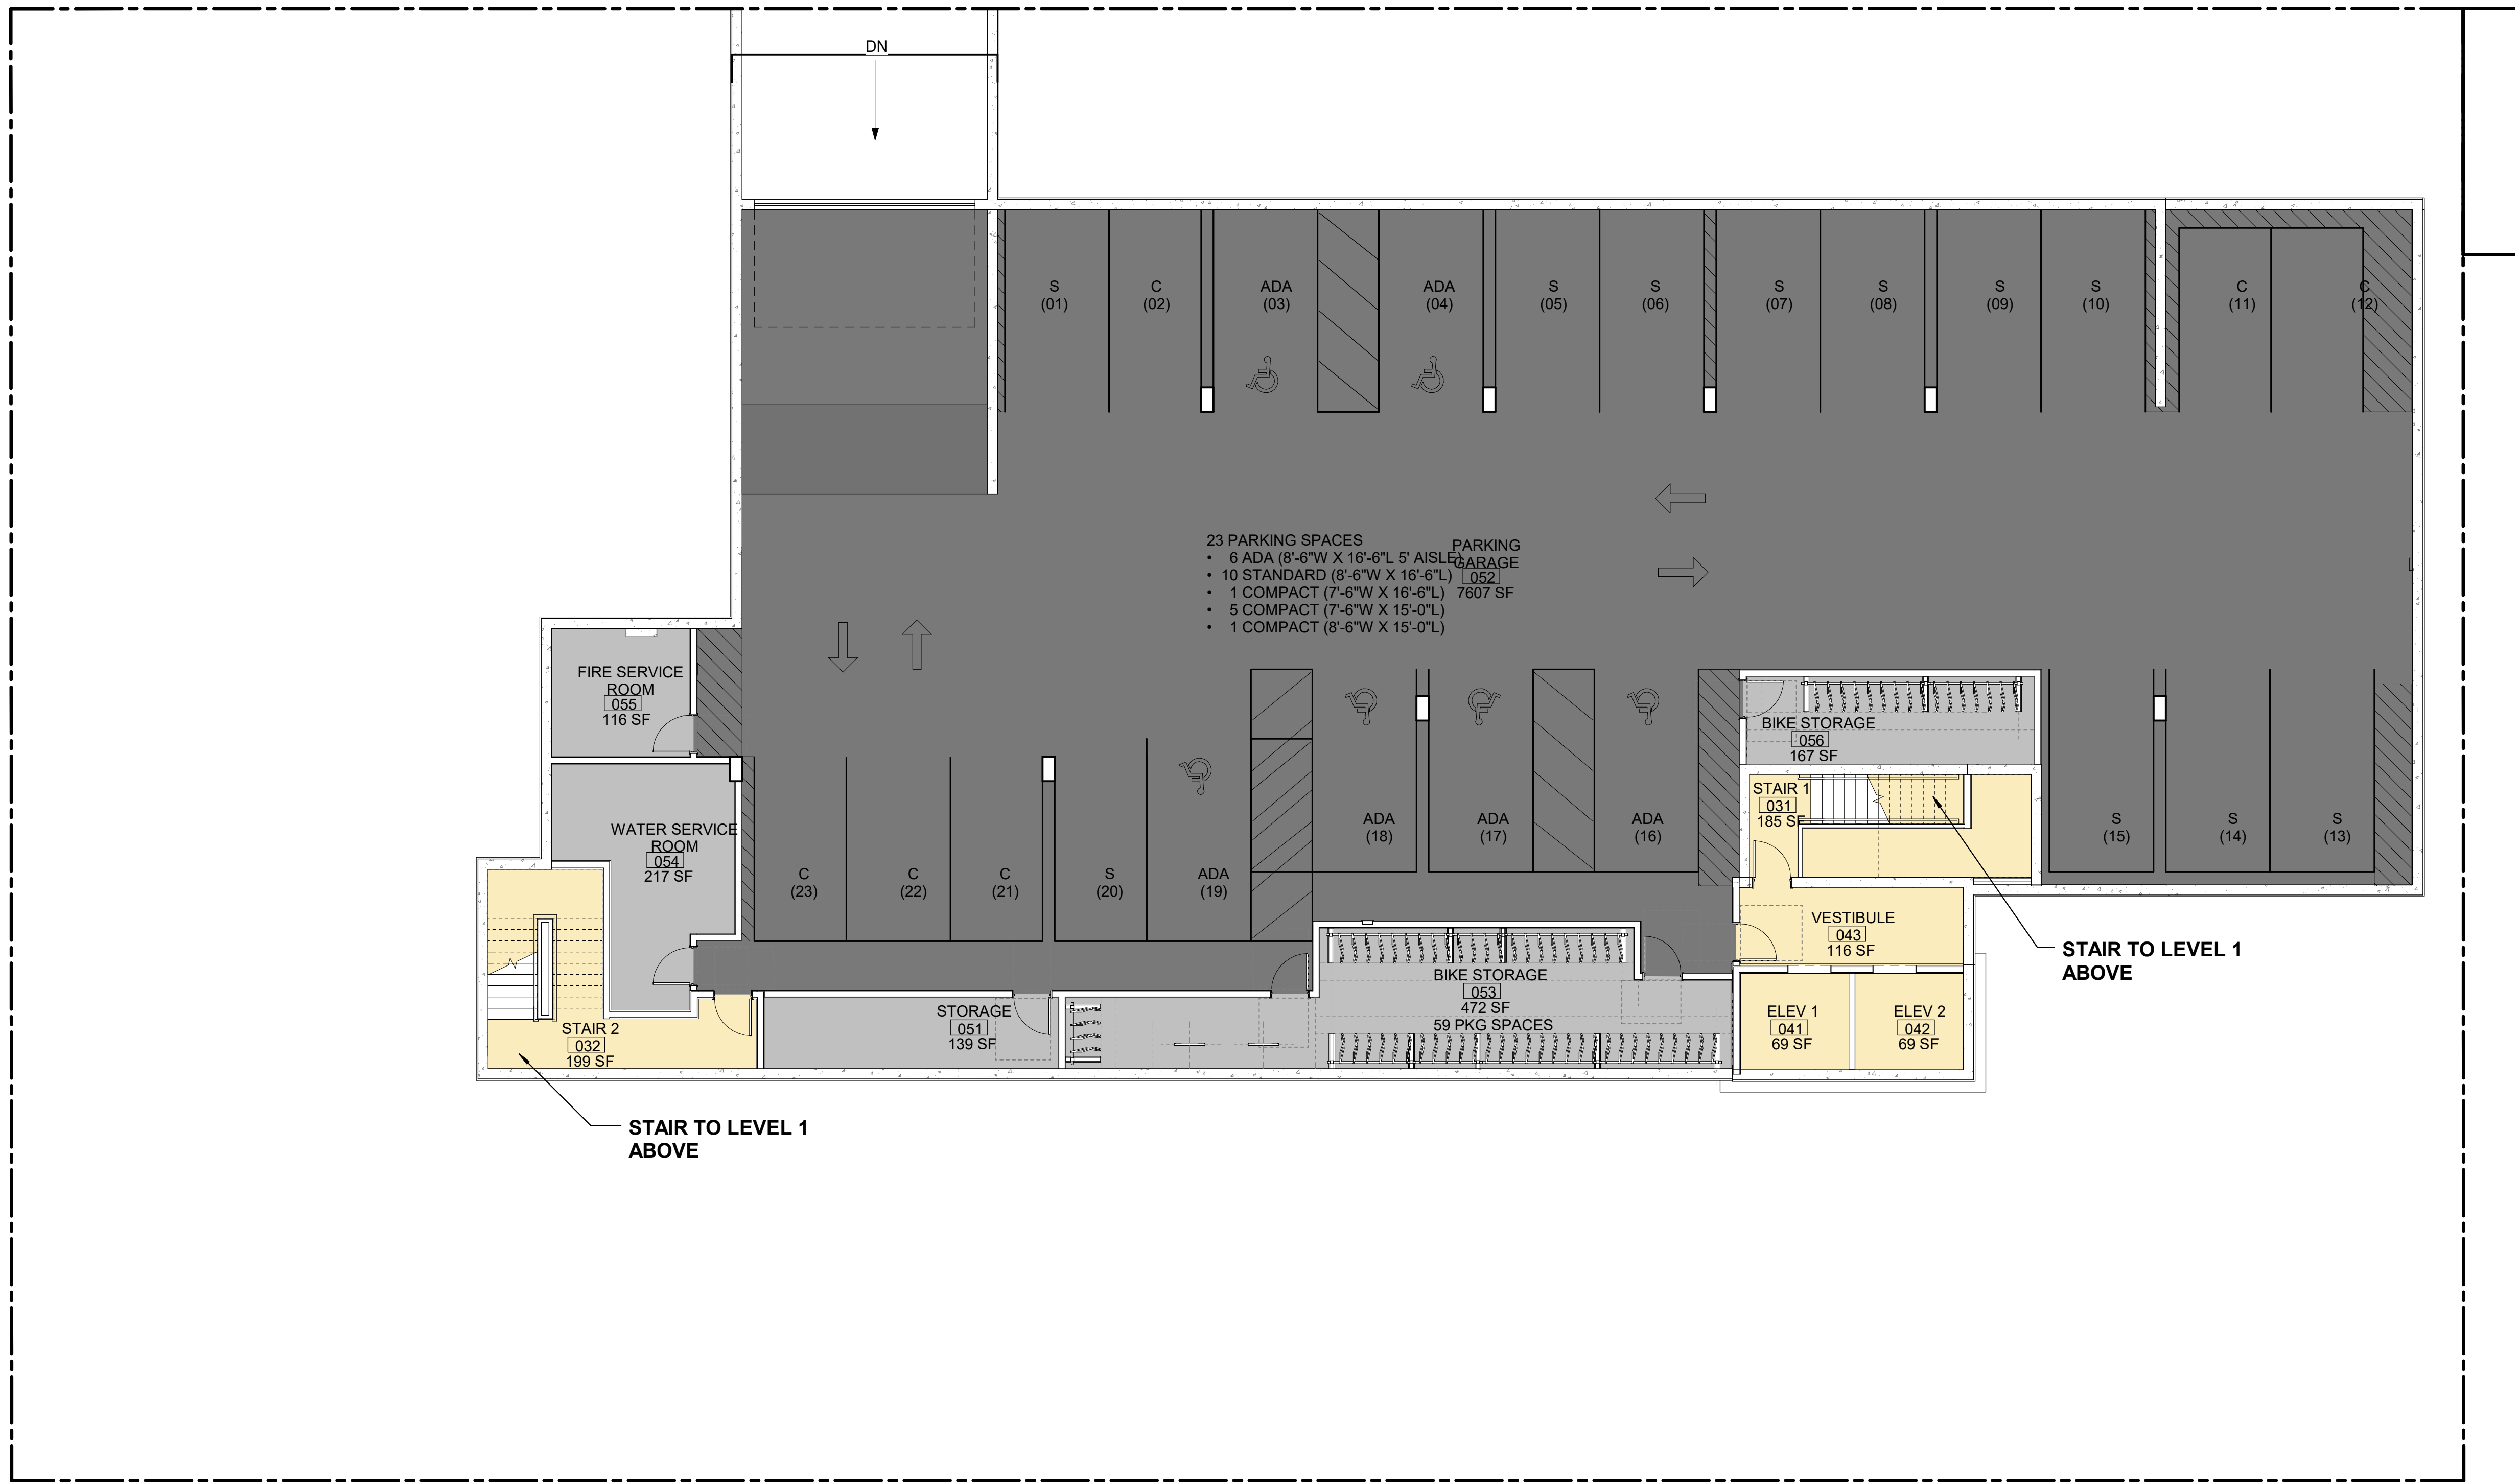 DN
S
(01)
C
(02)
ADA
(03)
ADA
(04)
S
(05)
S
(06)
S
(07)
S
(08)
S
(09)
S
(10)
C
(11)
C
(12)
23 PARKING SPACES
• 6 ADA (8'-6"W X 16'-6"L 5' AISLE)
• 10 STANDARD (8'-6"W X 16'-6"L)
• 1 COMPACT (7'-6"W X 16'-6"L)
• 5 COMPACT (7'-6"W X 15'-0"L)
• 1 COMPACT (8'-6"W X 15'-0"L)
PARKING
GARAGE
052
7607 SF
FIRE SERVICE
ROOM
055
116 SF
BIKE STORAGE
056
167 SF
STAIR 1
031
185 SF
WATER SERVICE
ROOM
054
217 SF
C
(23)
C
(22)
C
(21)
S
(20)
ADA
(19)
ADA
(18)
ADA
(17)
ADA
(16)
S
(15)
S
(14)
S
(13)
VESTIBULE
043
116 SF
STAIR TO LEVEL 1
ABOVE
BIKE STORAGE
053
472 SF
59 PKG SPACES
STORAGE
051
139 SF
ELEV 1
041
69 SF
ELEV 2
042
69 SF
STAIR 2
032
199 SF
STAIR TO LEVEL 1
ABOVE